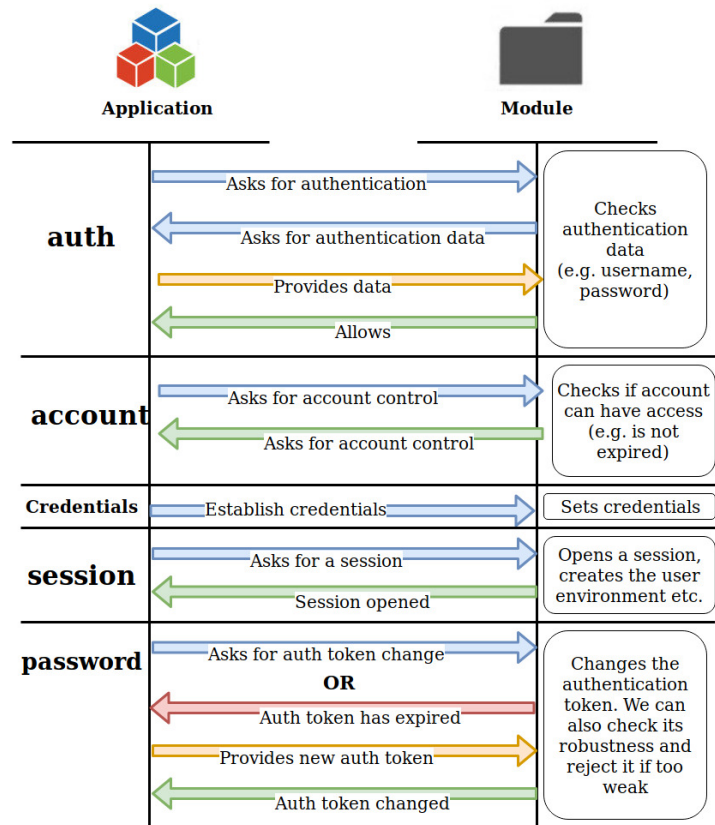 Application
Module
auth
Asks for authentication
Asks for authentication data
Provides data
Allows
Checks
authentication
data
(e.g. username,
password)
account
Asks for account control
Asks for account control
Checks if account
can have access
(e.g. is not
expired)
Credentials
Establish credentials
Sets credentials
session
Asks for a session
Session opened
Opens a session,
creates the user
environment etc.
password
Asks for auth token change
OR
Auth token has expired
Provides new auth token
Auth token changed
Changes the
authentication
token. We can
also check its
robustness and
reject it if too
weak